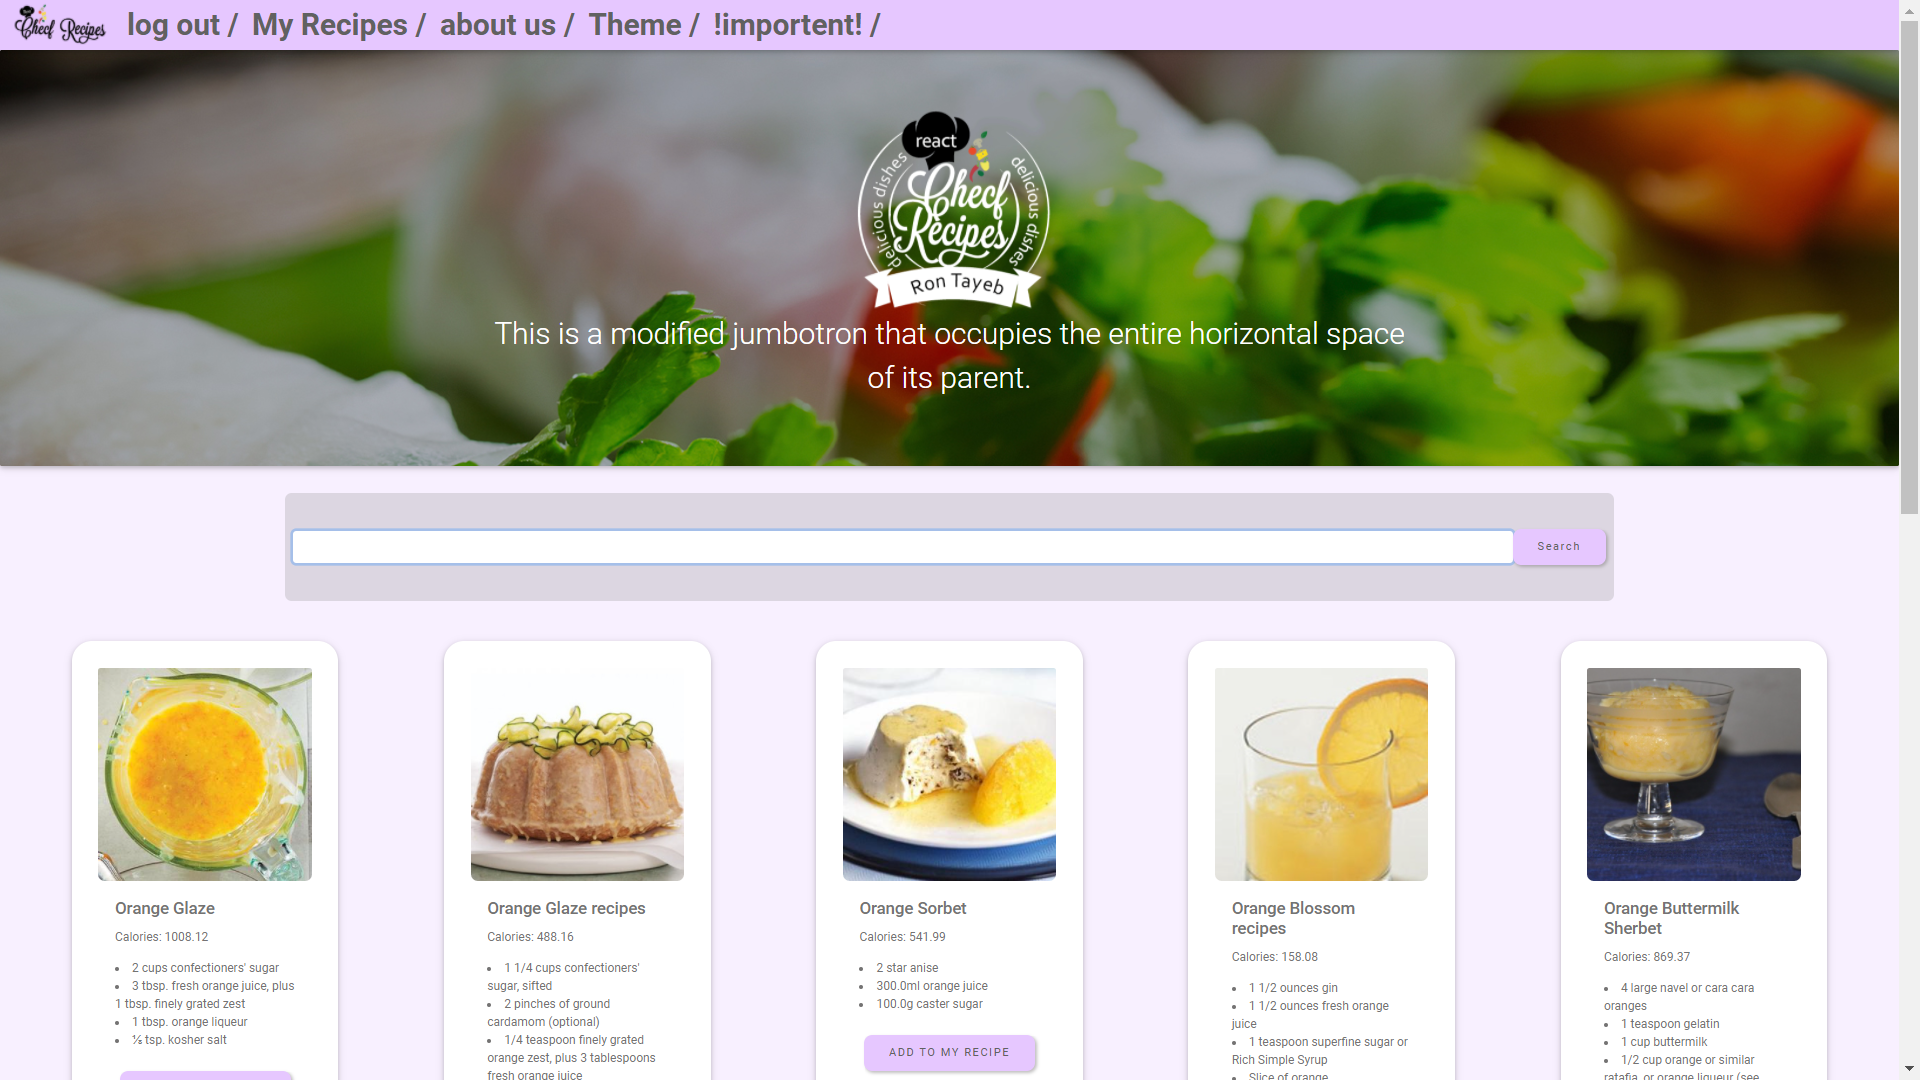 Checf Recipes
log out / My Recipes / about us / Theme / !importent! /
react
delicious dishes
Checf
Recipes
delicious dishes
Ron Tayeb
This is a modified jumbotron that occupies the entire horizontal space
of its parent.
Search
Orange Glaze
Calories: 1008.12
2 cups confectioners' sugar
3 tbsp. fresh orange juice, plus
1 tbsp. finely grated zest
1 tbsp. orange liqueur
⅛ tsp. kosher salt
Orange Glaze recipes
Calories: 488.16
1 1/4 cups confectioners'
sugar, sifted
2 pinches of ground
cardamom (optional)
1/4 teaspoon finely grated
orange zest, plus 3 tablespoons
fresh orange juice
Orange Sorbet
Calories: 541.99
2 star anise
300.0ml orange juice
100.0g caster sugar
ADD TO MY RECIPE
Orange Blossom
recipes
Calories: 158.08
1 1/2 ounces gin
1 1/2 ounces fresh orange
juice
1 teaspoon superfine sugar or
Rich Simple Syrup
Slice of orange
Orange Buttermilk
Sherbet
Calories: 869.37
4 large navel or cara cara
oranges
1 teaspoon gelatin
1 cup buttermilk
1/2 cup orange or similar
ratafia, or orange liqueur (see